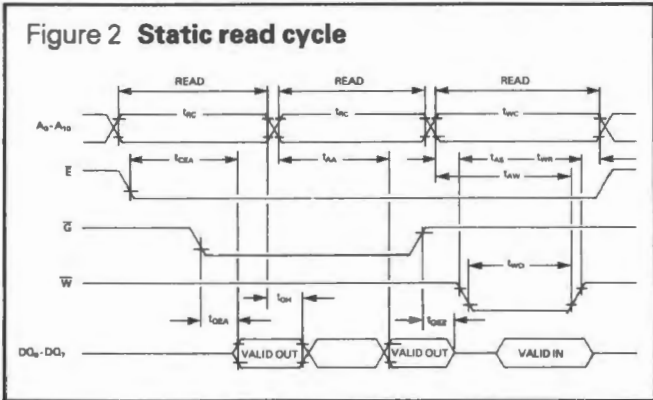 Figure 2 Static read cycle
READ READ READ
A₀-A₁₀ tRC tRC tWC
Ē tCEA tAA tAS tWR
tAW
G̅
tWD
W̅ tOH
tOEA tOEZ
DQ₀-DQ₇ VALID OUT VALID OUT VALID IN